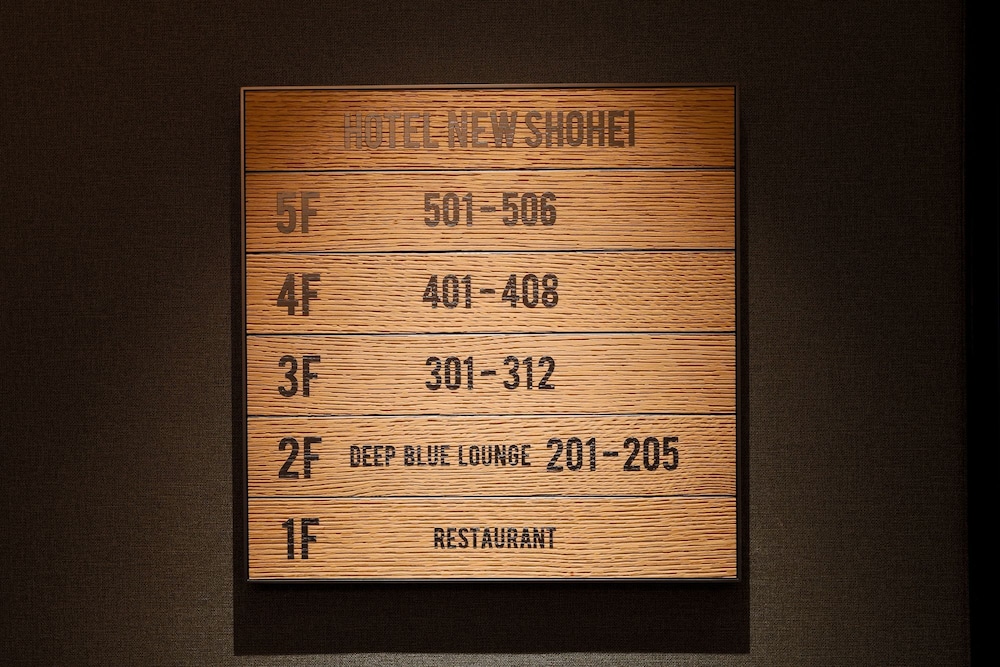 HOTEL NEW SHOHEI
5F 501-506
4F 401-408
3F 301-312
2F DEEP BLUE LOUNGE 201-205
1F RESTAURANT